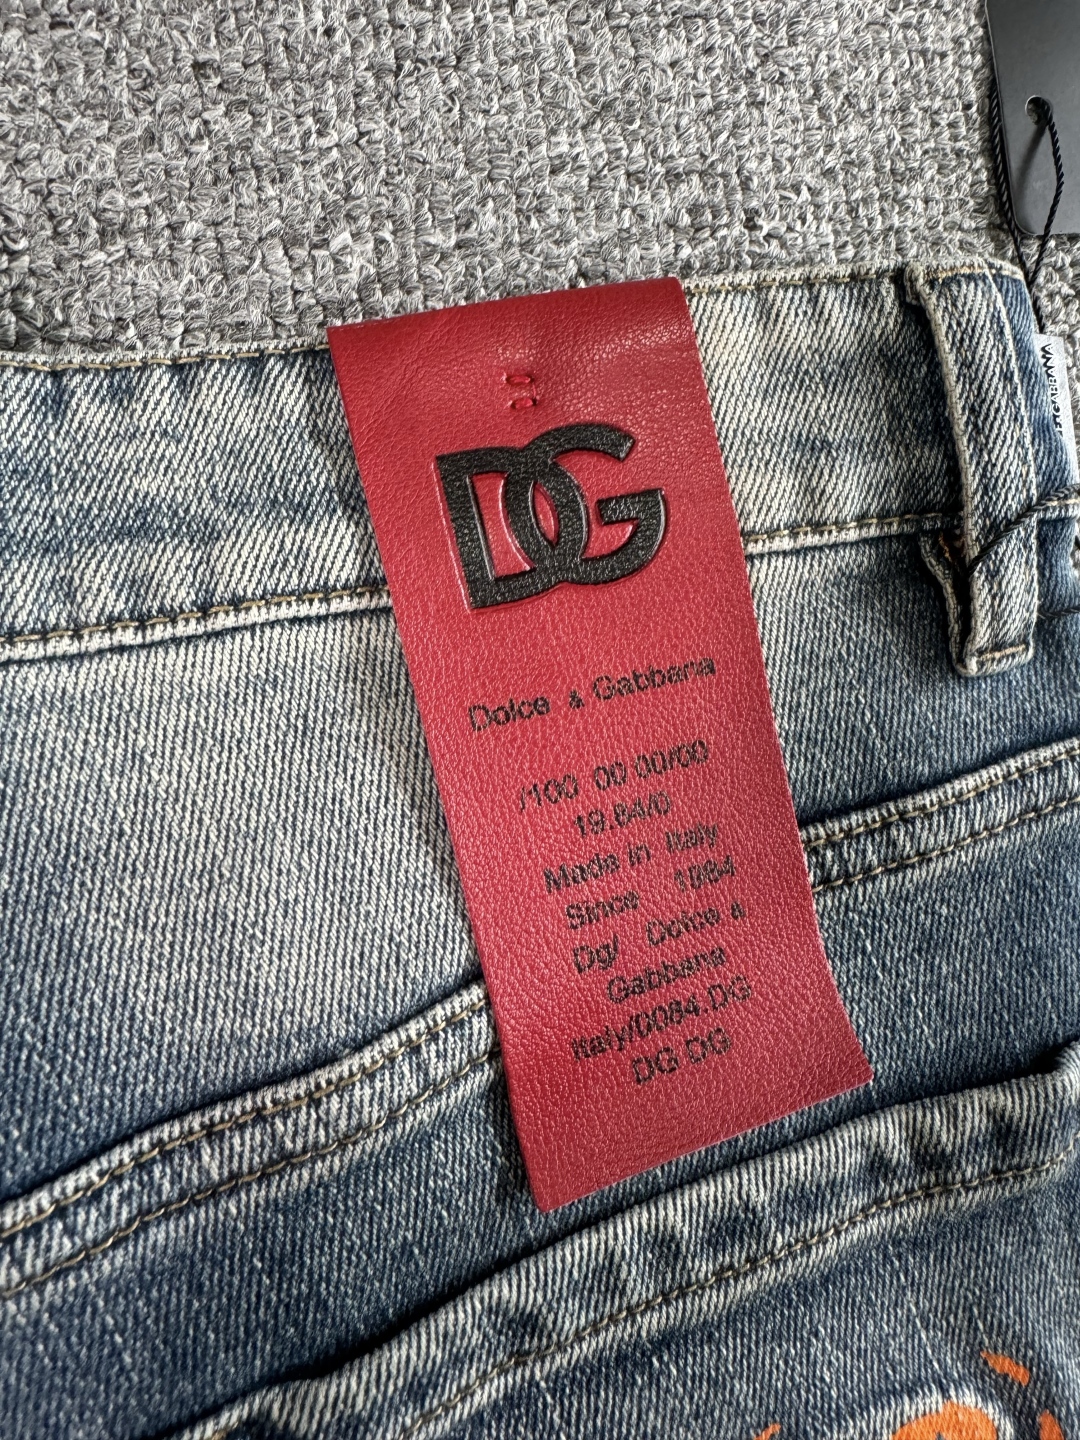 DG
Dolce & Gabbana
/100 00 00/00
19.84/0
Made in Italy
Since 1984
Dg/ Dolce &
Gabbana
Italy/0084.DG
DG DG
GABBANA